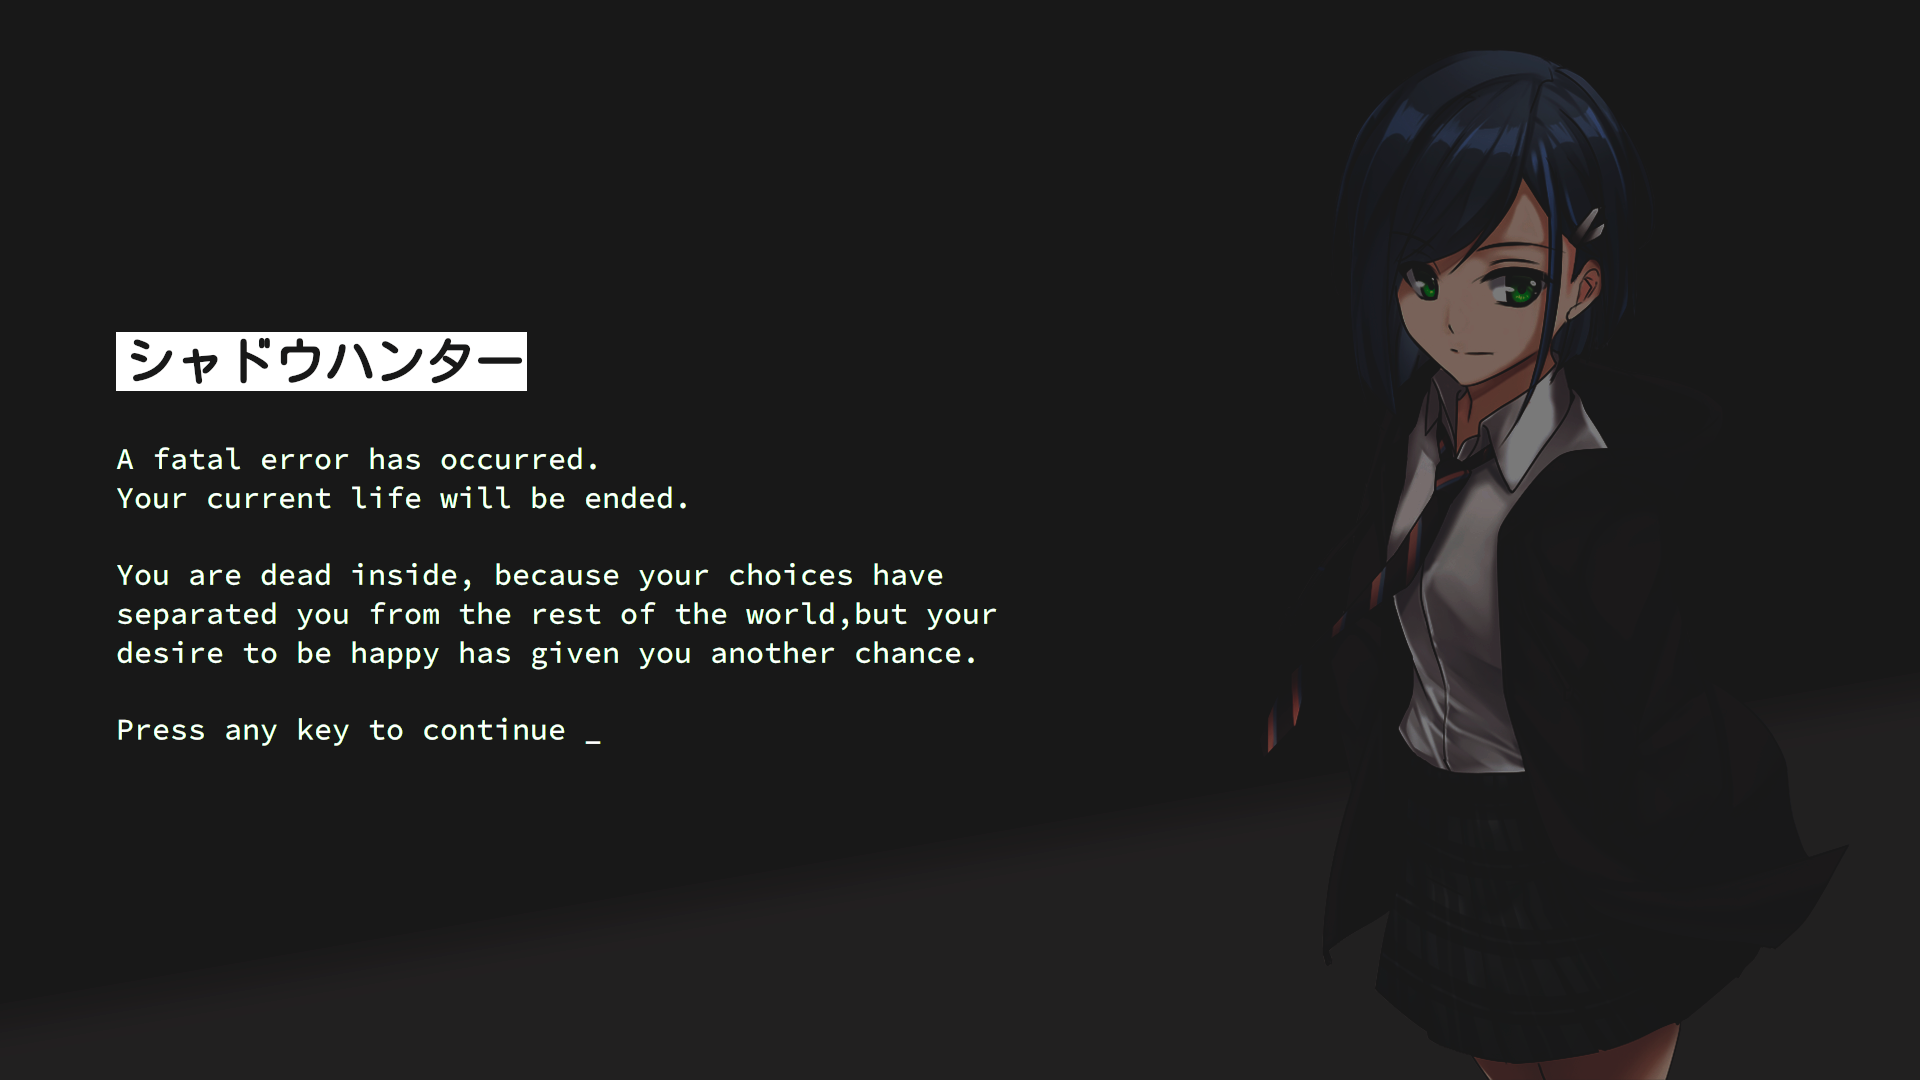 シャドウハンター
A fatal error has occurred.
Your current life will be ended.
You are dead inside, because your choices have
separated you from the rest of the world,but your
desire to be happy has given you another chance.
Press any key to continue _